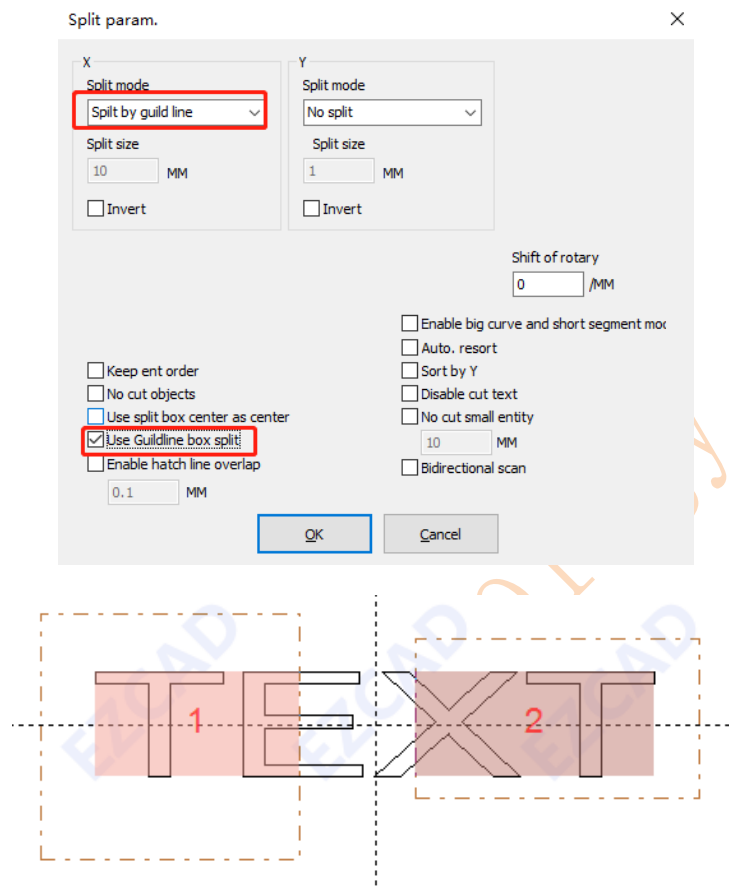 Split param.
X
Y
Split mode
Split mode
Spilt by guild line
No split
Split size
Split size
10 MM
1 MM
Invert
Invert
Shift of rotary
0 /MM
Enable big curve and short segment moc
Auto. resort
Keep ent order
Sort by Y
No cut objects
Disable cut text
Use split box center as center
No cut small entity
Use Guildline box split
10 MM
Enable hatch line overlap
Bidirectional scan
0.1 MM
OK
Cancel
TEXT
1
2
EZCAD
EZCAD
EZCAD
EZCAD